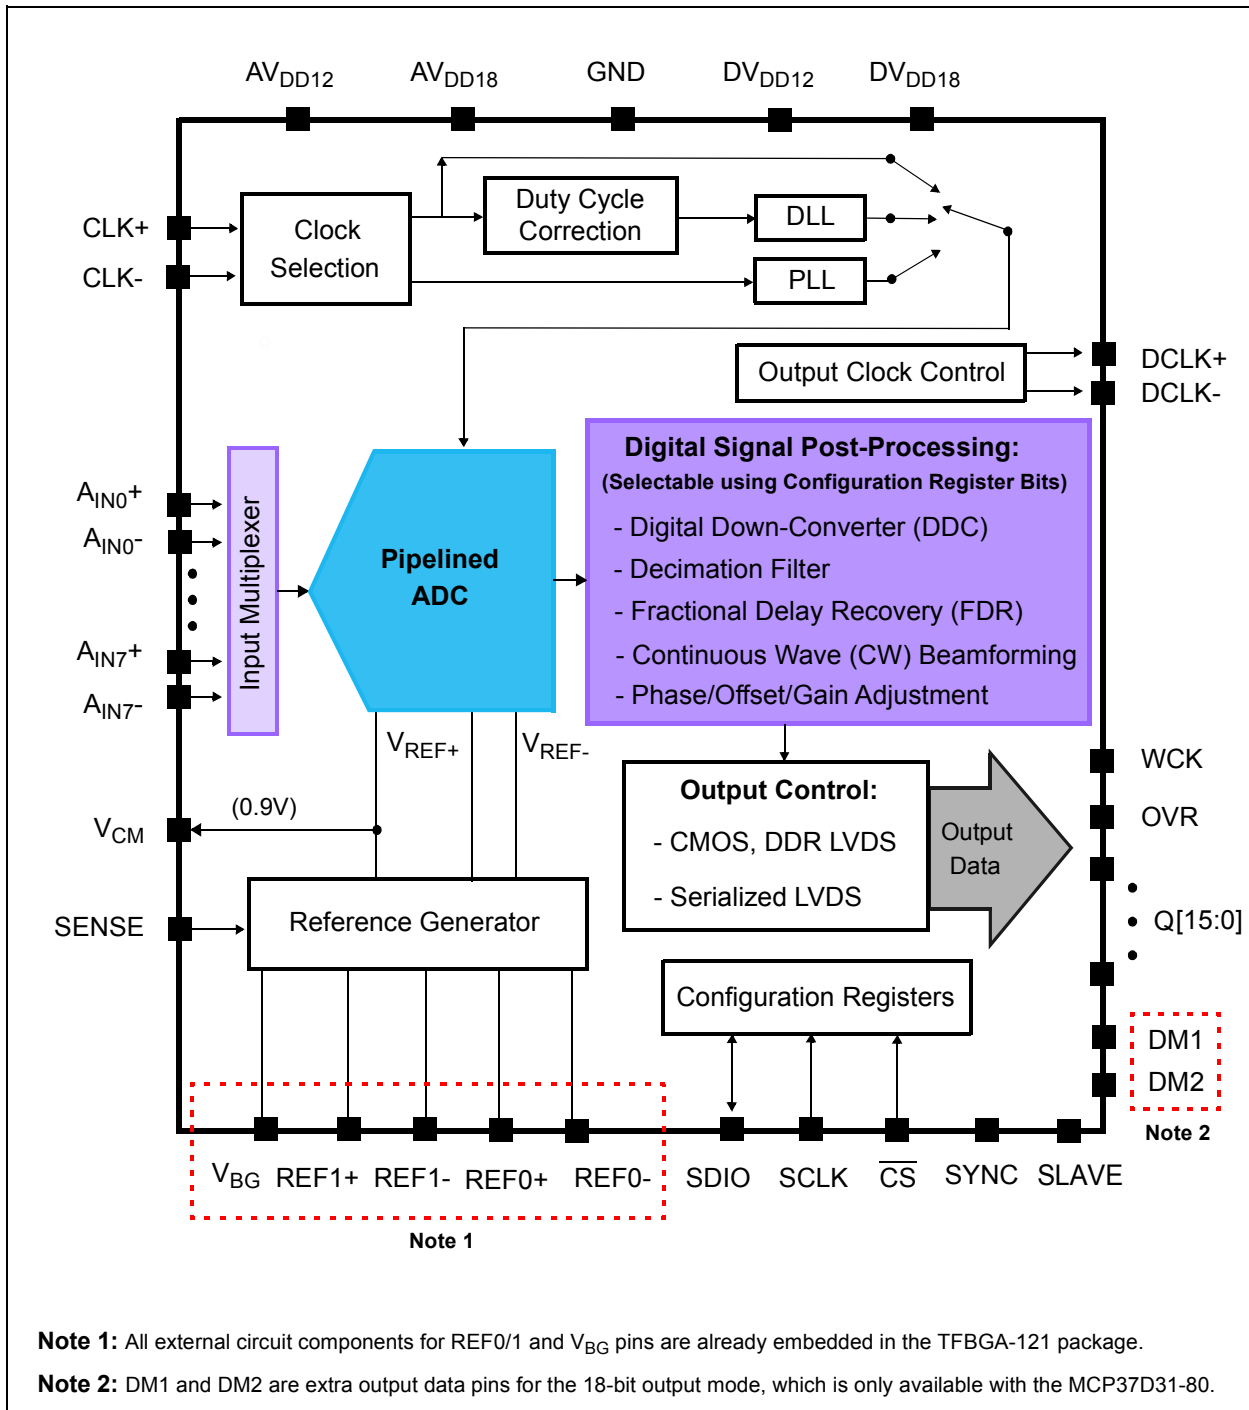 AVDD12 AVDD18 GND DVDD12 DVDD18
CLK+
CLK-
Clock
Selection
Duty Cycle
Correction
DLL
PLL
Output Clock Control
DCLK+
DCLK-
AIN0+
AIN0-
AIN7+
AIN7-
Input Multiplexer
Pipelined
ADC
Digital Signal Post-Processing:
(Selectable using Configuration Register Bits)
- Digital Down-Converter (DDC)
- Decimation Filter
- Fractional Delay Recovery (FDR)
- Continuous Wave (CW) Beamforming
- Phase/Offset/Gain Adjustment
VREF+ VREF-
(0.9V)
VCM
SENSE
Reference Generator
Output Control:
- CMOS, DDR LVDS
- Serialized LVDS
Output
Data
WCK
OVR
Q[15:0]
Configuration Registers
DM1
DM2
Note 2
VBG REF1+ REF1- REF0+ REF0- SDIO SCLK CS SYNC SLAVE
Note 1
Note 1: All external circuit components for REF0/1 and VBG pins are already embedded in the TFBGA-121 package.
Note 2: DM1 and DM2 are extra output data pins for the 18-bit output mode, which is only available with the MCP37D31-80.